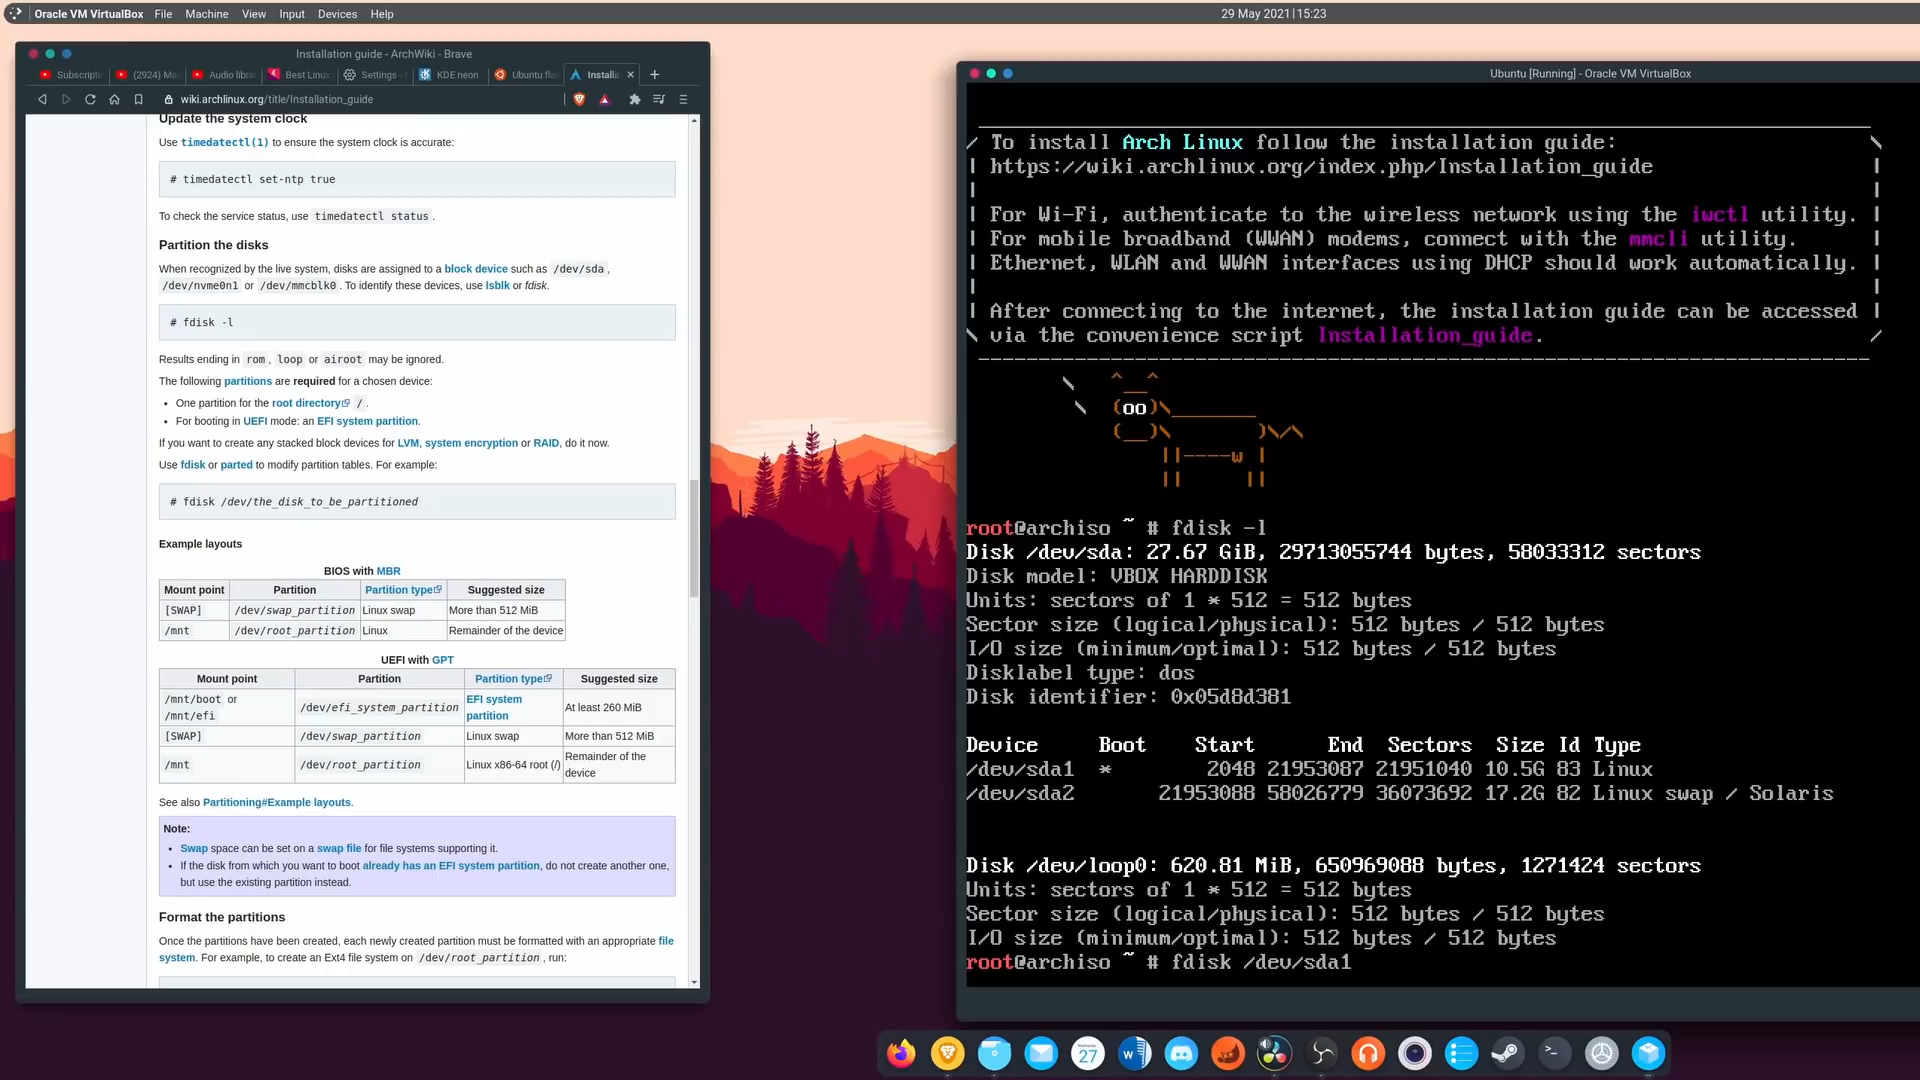 Oracle VM VirtualBox File Machine View Input Devices Help
29 May 2021|15:23
Installation guide - ArchWiki - Brave
Subscripti (2924) Ma Audio libra Best Linux Settings - KDE neon Ubuntu fla Installa
wiki.archlinux.org/title/Installation_guide
Update the system clock
Use timedatectl(1) to ensure the system clock is accurate:
# timedatectl set-ntp true
To check the service status, use timedatectl status.
Partition the disks
When recognized by the live system, disks are assigned to a block device such as /dev/sda,
/dev/nvme0n1 or /dev/mmcblk0. To identify these devices, use lsblk or fdisk.
# fdisk -l
Results ending in rom, loop or airoot may be ignored.
The following partitions are required for a chosen device:
• One partition for the root directory /.
• For booting in UEFI mode: an EFI system partition.
If you want to create any stacked block devices for LVM, system encryption or RAID, do it now.
Use fdisk or parted to modify partition tables. For example:
# fdisk /dev/the_disk_to_be_partitioned
Example layouts
BIOS with MBR
Mount point Partition Partition type Suggested size
[SWAP] /dev/swap_partition Linux swap More than 512 MiB
/mnt /dev/root_partition Linux Remainder of the device
UEFI with GPT
Mount point Partition Partition type Suggested size
/mnt/boot or
/mnt/efi
/dev/efi_system_partition
EFI system
partition
At least 260 MiB
[SWAP] /dev/swap_partition Linux swap More than 512 MiB
/mnt /dev/root_partition Linux x86-64 root (/)
Remainder of the
device
See also Partitioning#Example layouts.
Note:
• Swap space can be set on a swap file for file systems supporting it.
• If the disk from which you want to boot already has an EFI system partition, do not create another one,
but use the existing partition instead.
Format the partitions
Once the partitions have been created, each newly created partition must be formatted with an appropriate file
system. For example, to create an Ext4 file system on /dev/root_partition, run:
Ubuntu [Running] - Oracle VM VirtualBox
To install Arch Linux follow the installation guide:
https://wiki.archlinux.org/index.php/Installation_guide
For Wi-Fi, authenticate to the wireless network using the iwctl utility.
For mobile broadband (WWAN) modems, connect with the mmcli utility.
Ethernet, WLAN and WWAN interfaces using DHCP should work automatically.
After connecting to the internet, the installation guide can be accessed
via the convenience script Installation_guide.
\   ^__^
\  (oo)\_______
(__)\       )\/\
||----w |
||     ||
root@archiso ~ # fdisk -l
Disk /dev/sda: 27.67 GiB, 29713055744 bytes, 58033312 sectors
Disk model: VBOX HARDDISK
Units: sectors of 1 * 512 = 512 bytes
Sector size (logical/physical): 512 bytes / 512 bytes
I/O size (minimum/optimal): 512 bytes / 512 bytes
Disklabel type: dos
Disk identifier: 0x05d8d381
Device Boot Start End Sectors Size Id Type
/dev/sda1 * 2048 21953087 21951040 10.5G 83 Linux
/dev/sda2 21953088 58026779 36073692 17.2G 82 Linux swap / Solaris
Disk /dev/loop0: 620.81 MiB, 650969088 bytes, 1271424 sectors
Units: sectors of 1 * 512 = 512 bytes
Sector size (logical/physical): 512 bytes / 512 bytes
I/O size (minimum/optimal): 512 bytes / 512 bytes
root@archiso ~ # fdisk /dev/sda1
27
W